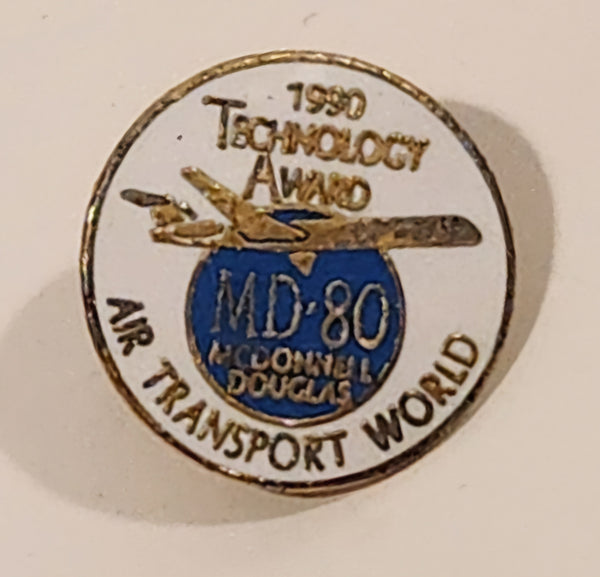 1990
TECHNOLOGY
AWARD
MD-80
MCDONNELL
DOUGLAS
AIR TRANSPORT WORLD